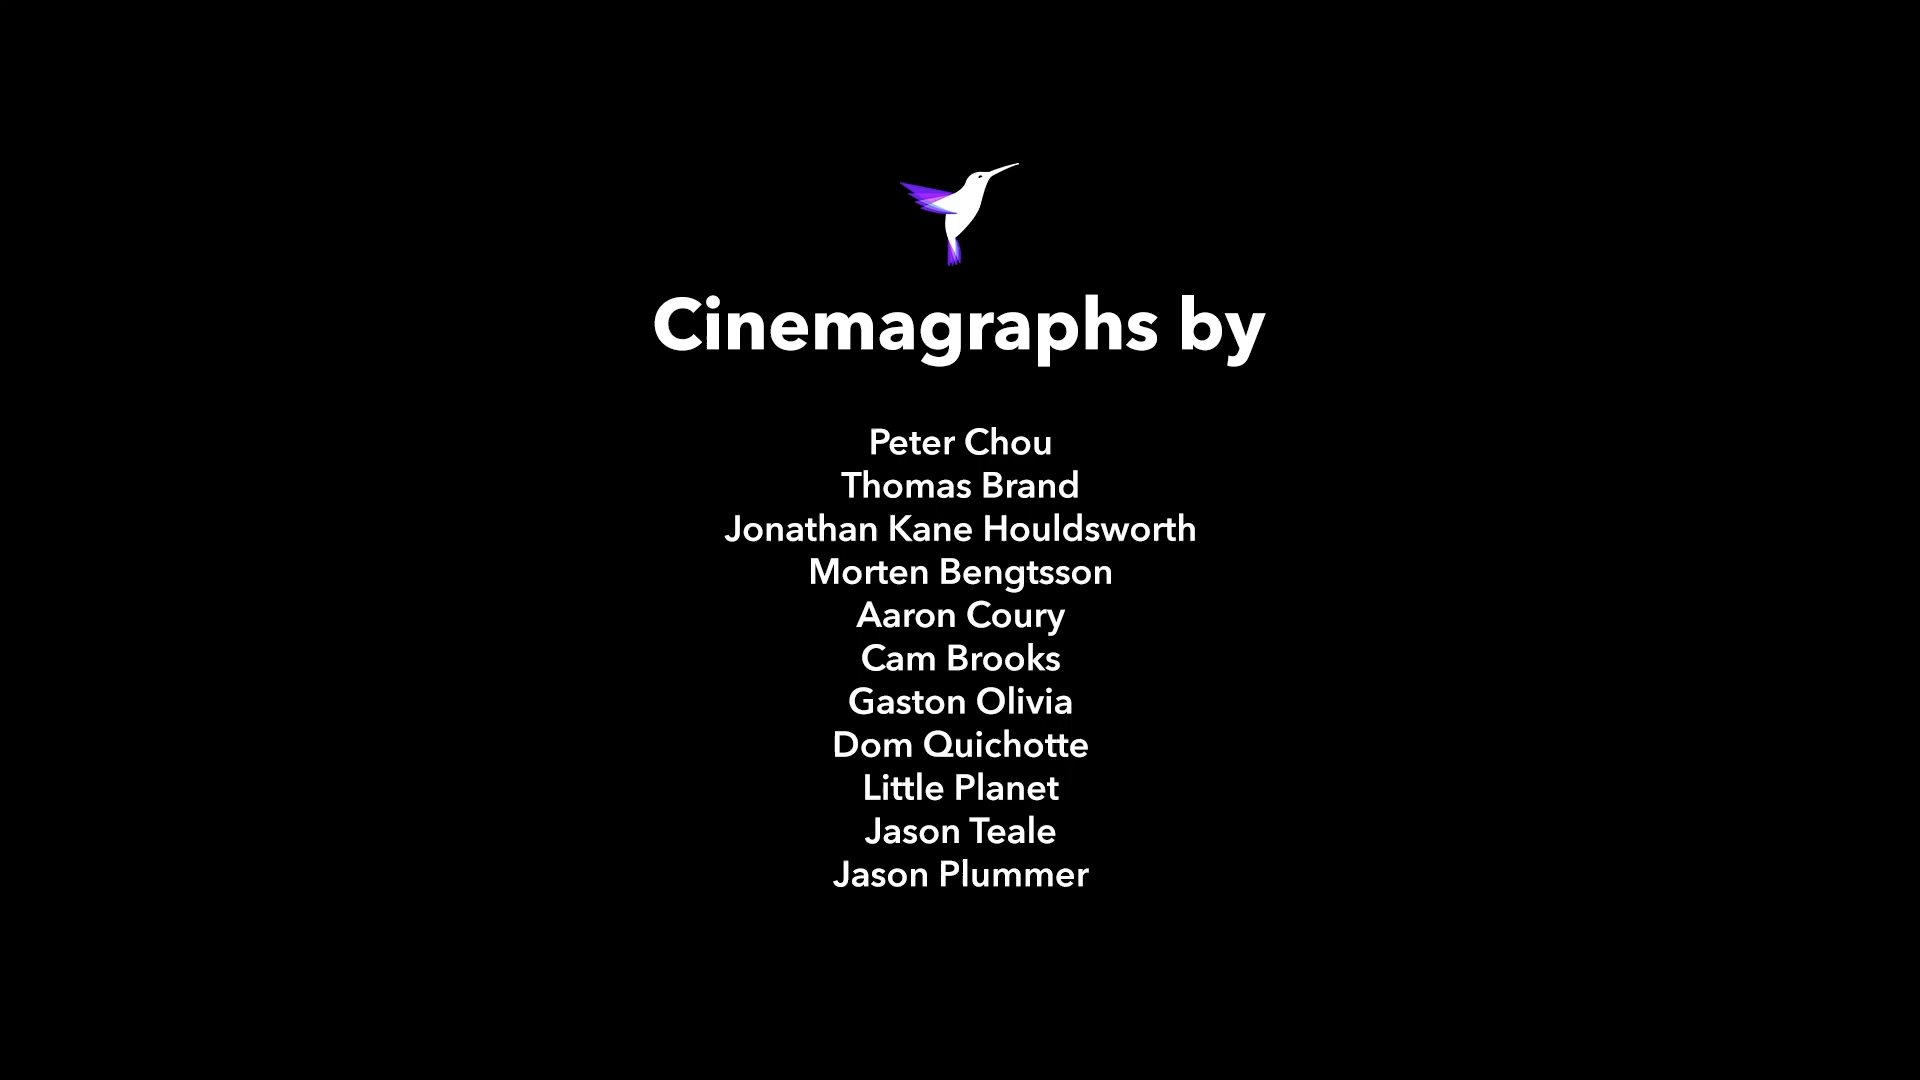 Cinemagraphs by
Peter Chou
Thomas Brand
Jonathan Kane Houldsworth
Morten Bengtsson
Aaron Coury
Cam Brooks
Gaston Olivia
Dom Quichotte
Little Planet
Jason Teale
Jason Plummer